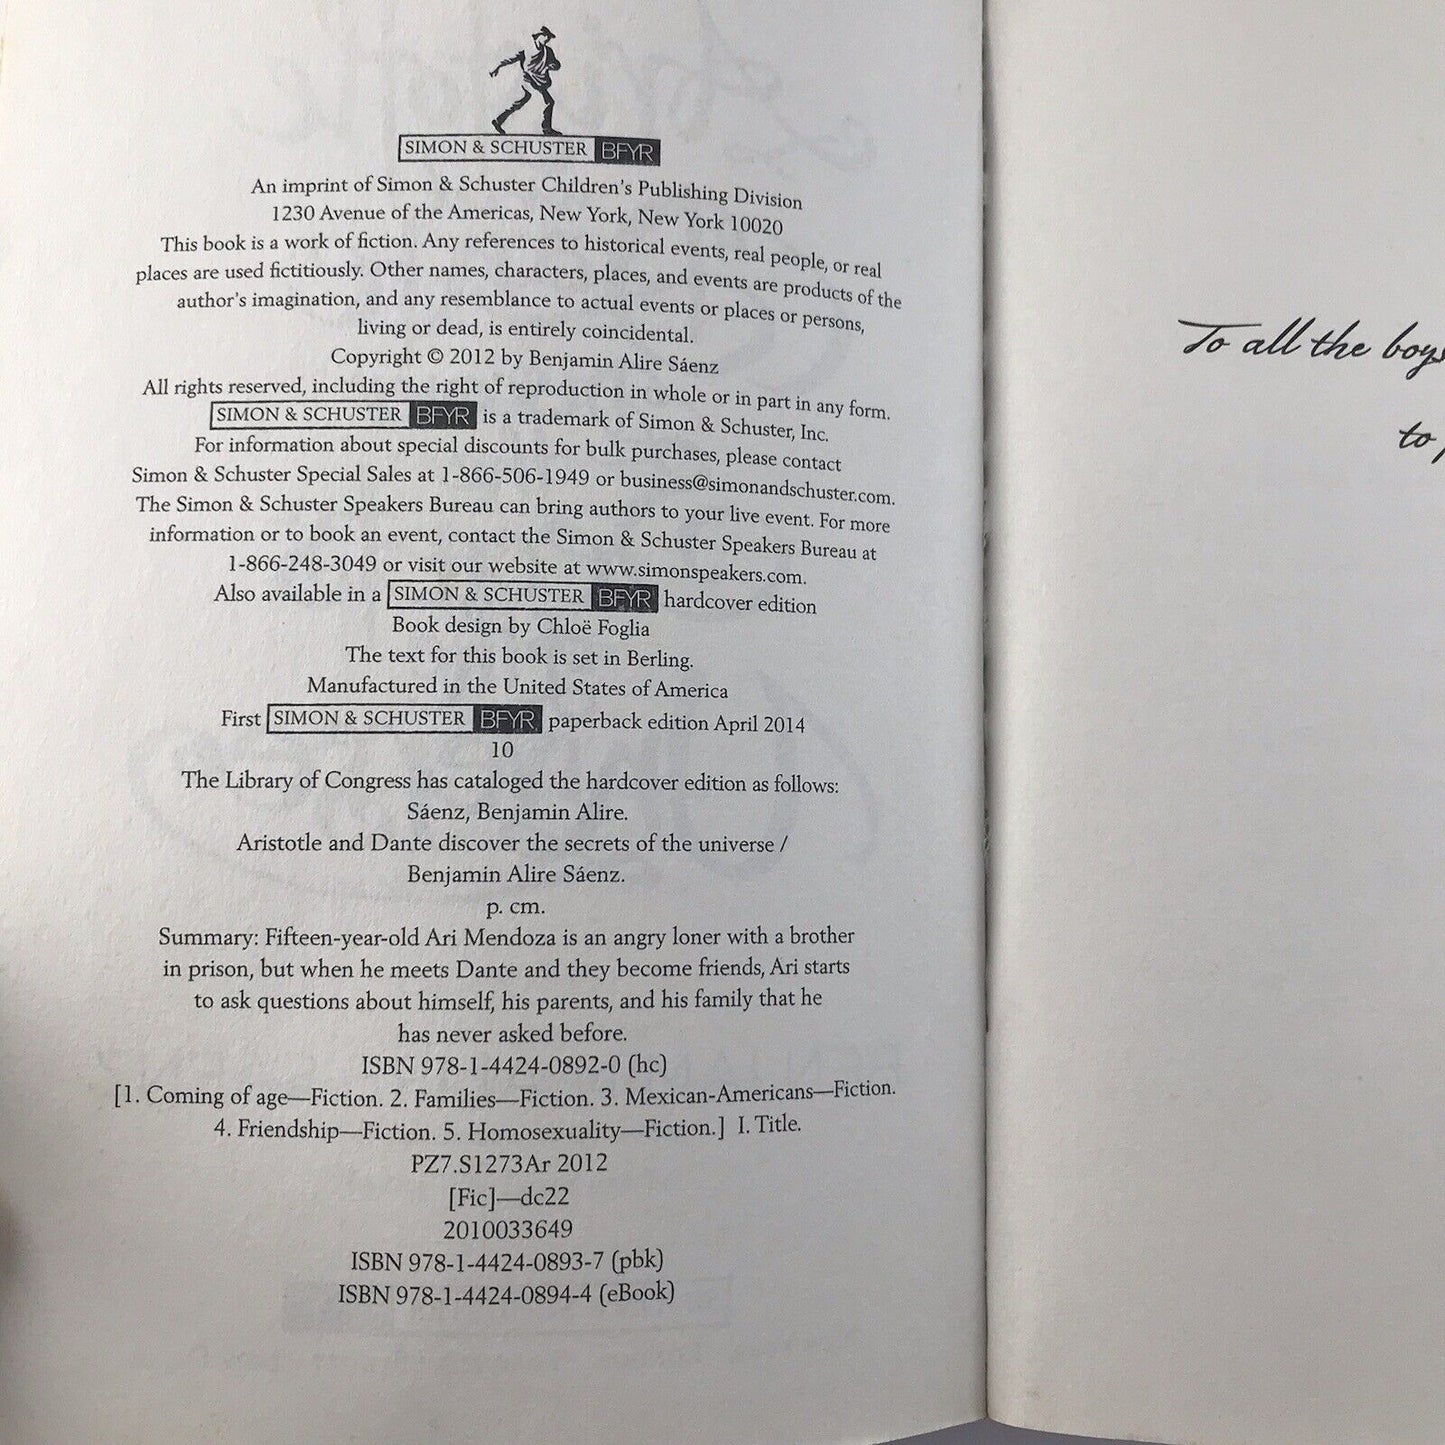 SIMON & SCHUSTER BFYR
An imprint of Simon & Schuster Children's Publishing Division
1230 Avenue of the Americas, New York, New York 10020
This book is a work of fiction. Any references to historical events, real people, or real
places are used fictitiously. Other names, characters, places, and events are products of the
author's imagination, and any resemblance to actual events or places or persons,
living or dead, is entirely coincidental.
Copyright © 2012 by Benjamin Alire Sáenz
All rights reserved, including the right of reproduction in whole or in part in any form.
SIMON & SCHUSTER BFYR is a trademark of Simon & Schuster, Inc.
For information about special discounts for bulk purchases, please contact
Simon & Schuster Special Sales at 1-866-506-1949 or business@simonandschuster.com.
The Simon & Schuster Speakers Bureau can bring authors to your live event. For more
information or to book an event, contact the Simon & Schuster Speakers Bureau at
1-866-248-3049 or visit our website at www.simonspeakers.com.
Also available in a SIMON & SCHUSTER BFYR hardcover edition
Book design by Chloë Foglia
The text for this book is set in Berling.
Manufactured in the United States of America
First SIMON & SCHUSTER BFYR paperback edition April 2014
10
The Library of Congress has cataloged the hardcover edition as follows:
Sáenz, Benjamin Alire.
Aristotle and Dante discover the secrets of the universe /
Benjamin Alire Sáenz.
p. cm.
Summary: Fifteen-year-old Ari Mendoza is an angry loner with a brother
in prison, but when he meets Dante and they become friends, Ari starts
to ask questions about himself, his parents, and his family that he
has never asked before.
ISBN 978-1-4424-0892-0 (hc)
[1. Coming of age—Fiction. 2. Families—Fiction. 3. Mexican-Americans—Fiction.
4. Friendship—Fiction. 5. Homosexuality—Fiction.] I. Title.
PZ7.S1273Ar 2012
[Fic]—dc22
2010033649
ISBN 978-1-4424-0893-7 (pbk)
ISBN 978-1-4424-0894-4 (eBook)
To all the boys
to